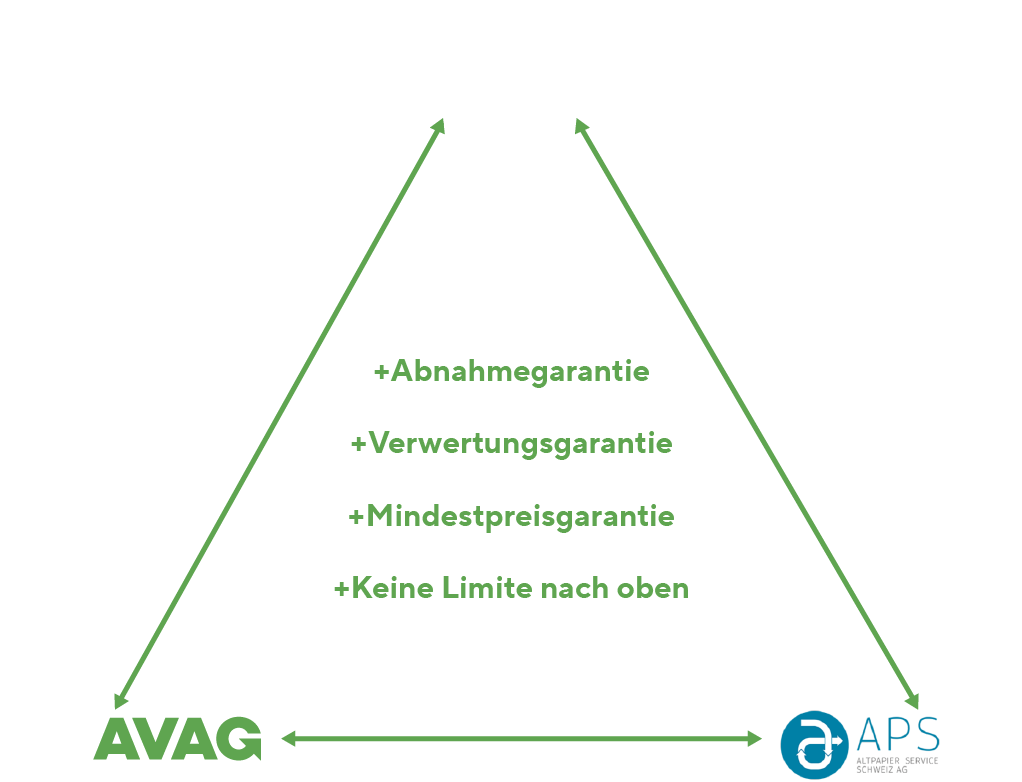 +Abnahmegarantie
+Verwertungsgarantie
+Mindestpreisgarantie
+Keine Limite nach oben
AVAG
a APS
ALTPAPIER SERVICE
SCHWEIZ AG